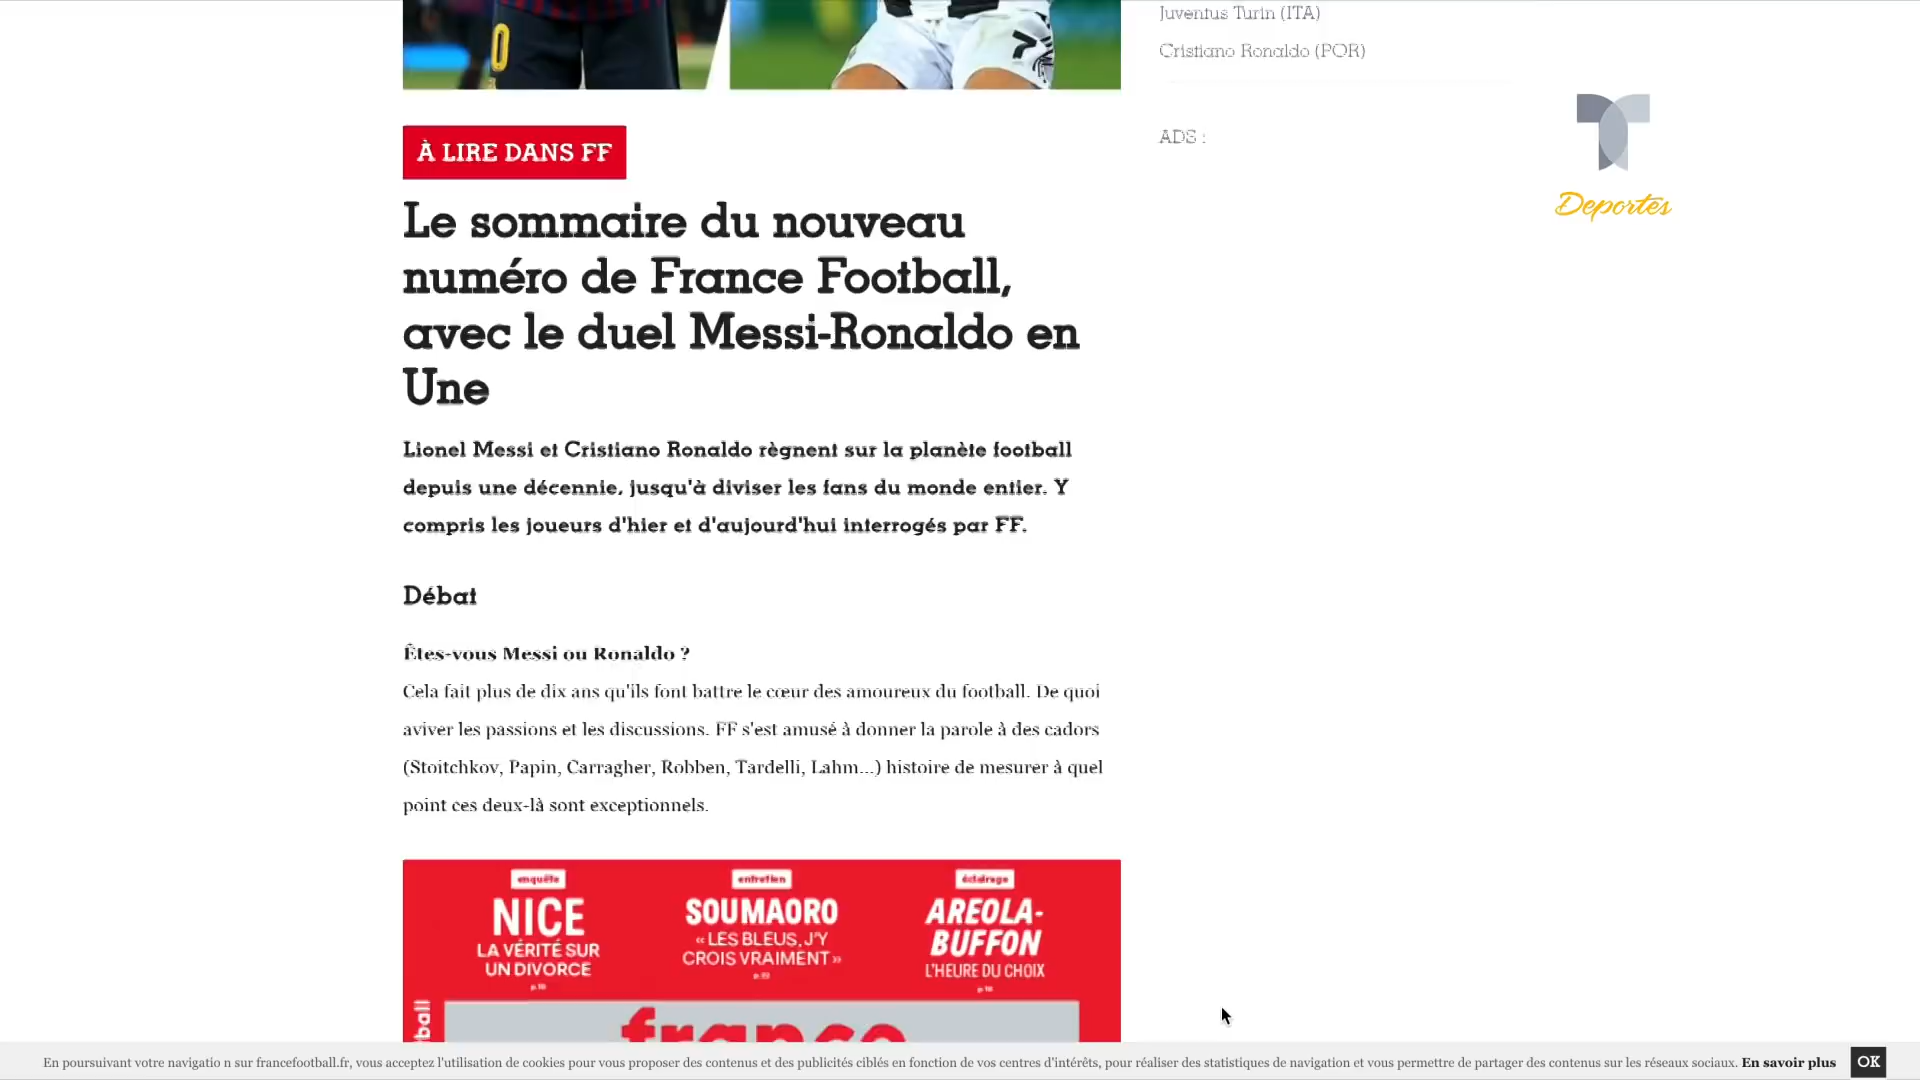 0
7
Juventus Turin (ITA)
Cristiano Ronaldo (POR)
ADS :
Deportes
À LIRE DANS FF
Le sommaire du nouveau
numéro de France Football,
avec le duel Messi-Ronaldo en
Une
Lionel Messi et Cristiano Ronaldo règnent sur la planète football
depuis une décennie, jusqu'à diviser les fans du monde entier. Y
compris les joueurs d'hier et d'aujourd'hui interrogés par FF.
Débat
Êtes-vous Messi ou Ronaldo ?
Cela fait plus de dix ans qu'ils font battre le cœur des amoureux du football. De quoi
aviver les passions et les discussions. FF s'est amusé à donner la parole à des cadors
(Stoitchkov, Papin, Carragher, Robben, Tardelli, Lahm...) histoire de mesurer à quel
point ces deux-là sont exceptionnels.
enquête
NICE
LA VÉRITÉ SUR
UN DIVORCE
entretien
SOUMAORO
« LES BLEUS, J'Y
CROIS VRAIMENT »
éclairage
AREOLA-
BUFFON
L'HEURE DU CHOIX
ball
france
En poursuivant votre navigatio n sur francefootball.fr, vous acceptez l'utilisation de cookies pour vous proposer des contenus et des publicités ciblés en fonction de vos centres d'intérêts, pour réaliser des statistiques de navigation et vous permettre de partager des contenus sur les réseaux sociaux. En savoir plus
OK